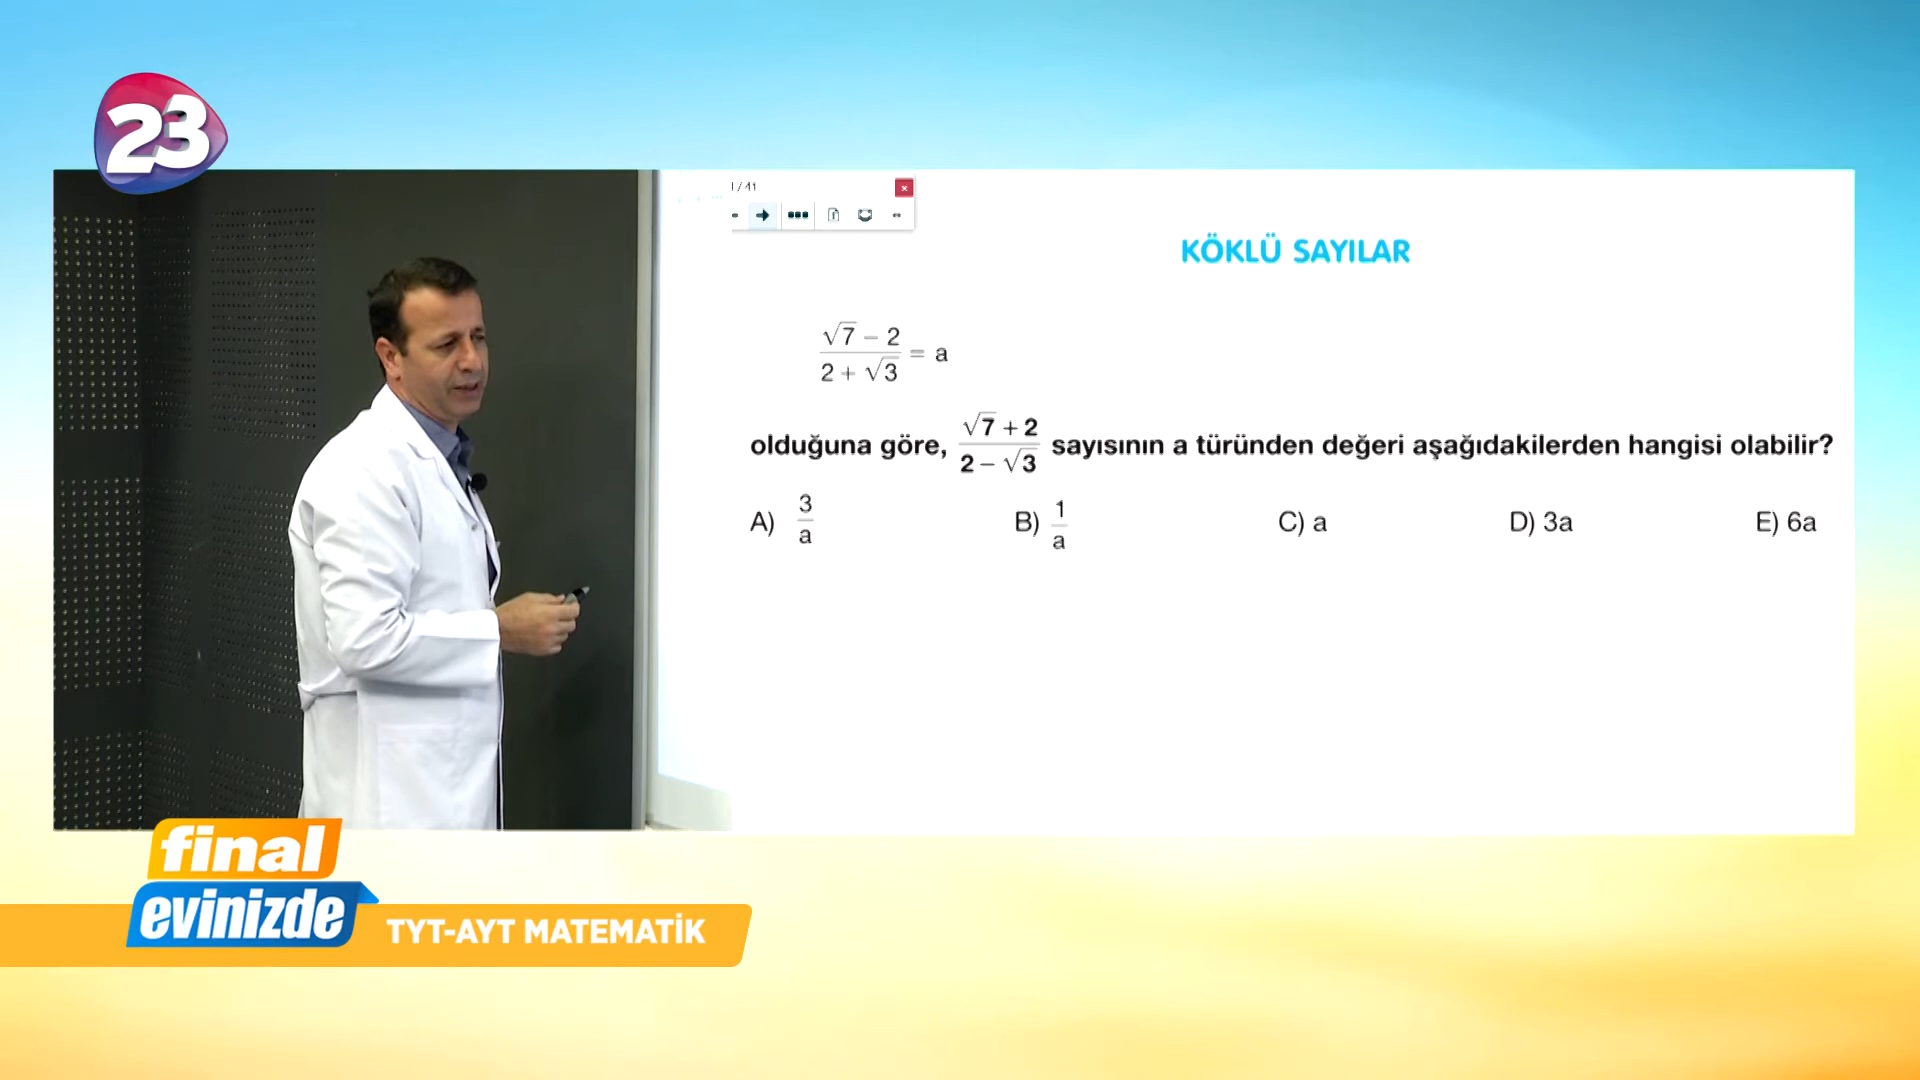 23
/ 41
KÖKLÜ SAYILAR
√7 − 2
2 + √3
= a
olduğuna göre, √7 + 2 / 2 − √3 sayısının a türünden değeri aşağıdakilerden hangisi olabilir?
A) 3/a B) 1/a C) a D) 3a E) 6a
final
evinizde
TYT-AYT MATEMATİK